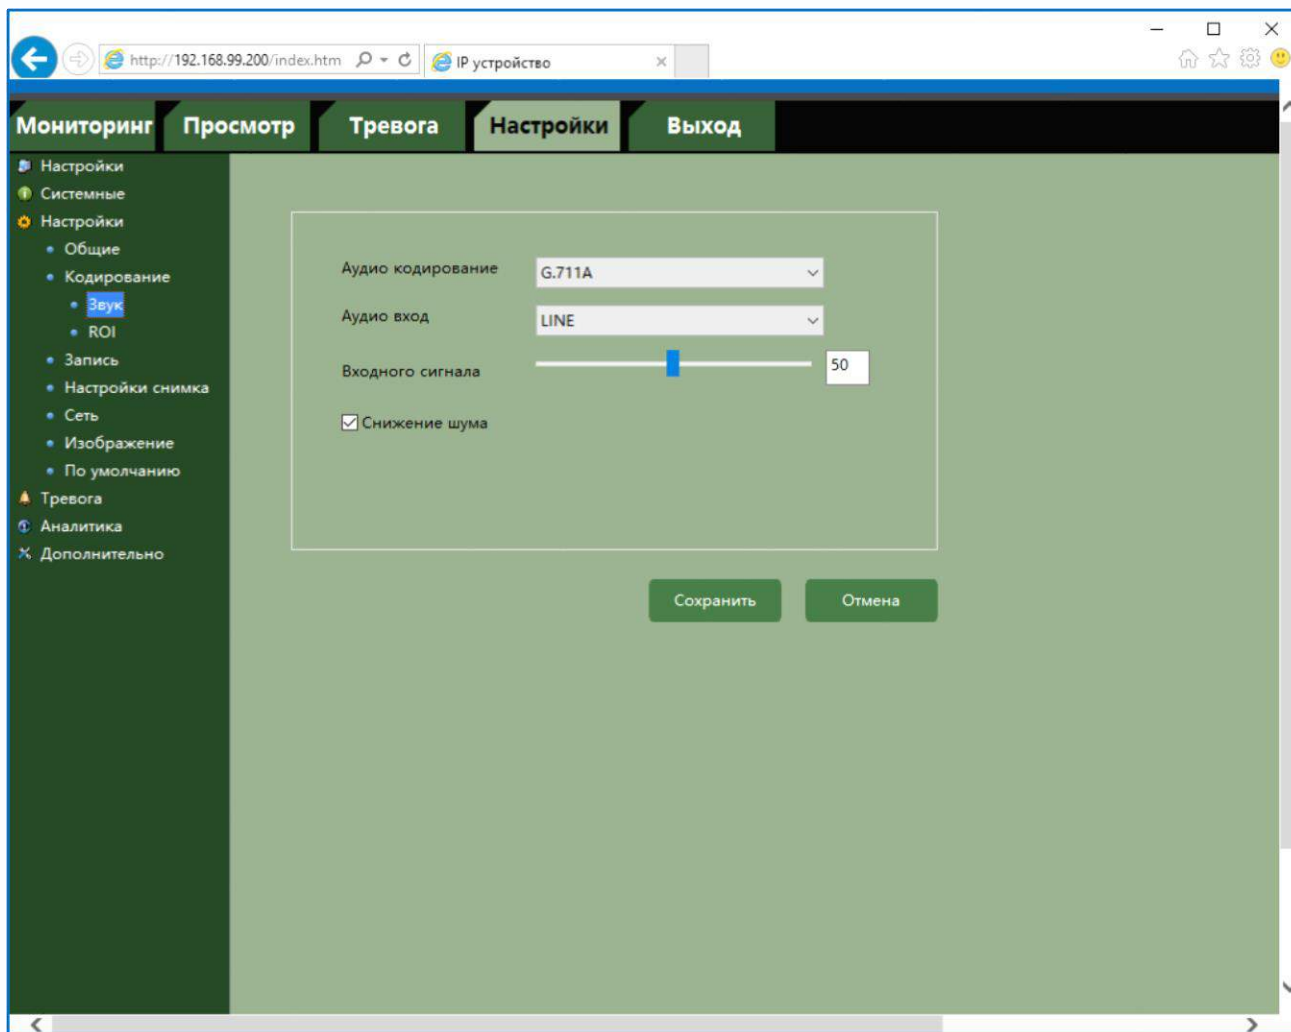 http://192.168.99.200/index.htm
IP устройство
Мониторинг Просмотр Тревога Настройки Выход
Настройки
Системные
Настройки
Общие
Кодирование
Звук
ROI
Запись
Настройки снимка
Сеть
Изображение
По умолчанию
Тревога
Аналитика
Дополнительно
Аудио кодирование G.711A
Аудио вход LINE
Входного сигнала 50
Снижение шума
Сохранить Отмена